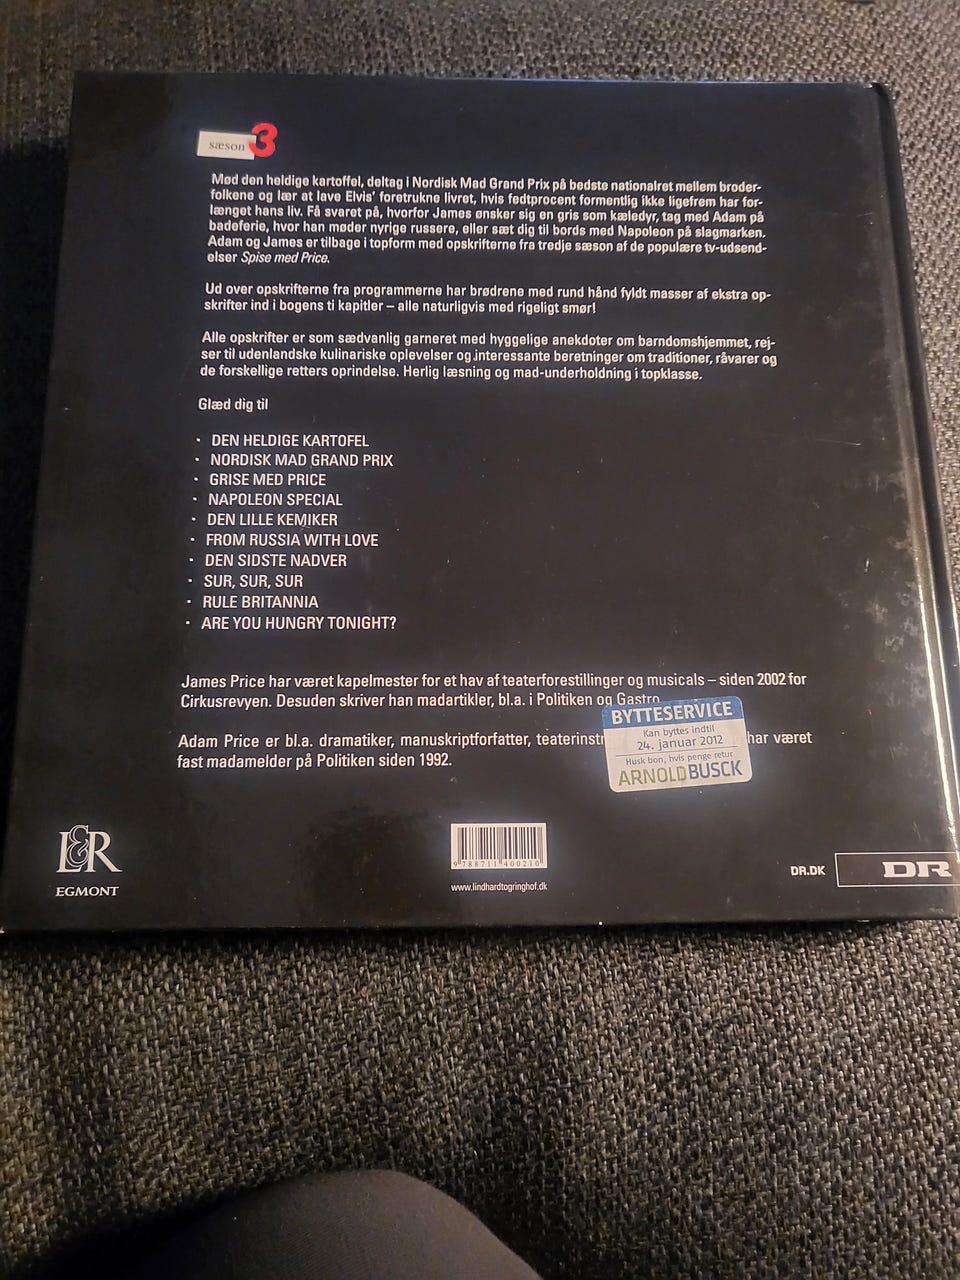 sæson 3
Mød den heldige kartoffel, deltag i Nordisk Mad Grand Prix på bedste nationalret mellem broder-
folkene og lær at lave Elvis’ foretrukne livret, hvis fedtprocent formentlig ikke ligefrem har for-
længet hans liv. Få svaret på, hvorfor James ønsker sig en gris som kæledyr, tag med Adam på
badeferie, hvor han møder nyrige russere, eller sæt dig til bords med Napoleon på slagmarken.
Adam og James er tilbage i topform med opskrifterne fra tredje sæson af de populære tv-udsend-
elser Spise med Price.
Ud over opskrifterne fra programmerne har brødrene med rund hånd fyldt masser af ekstra op-
skrifter ind i bogens ti kapitler – alle naturligvis med rigeligt smør!
Alle opskrifter er som sædvanlig garneret med hyggelige anekdoter om barndomshjemmet, rej-
ser til udenlandske kulinariske oplevelser og interessante beretninger om traditioner, råvarer og
de forskellige retters oprindelse. Herlig læsning og mad-underholdning i topklasse.
Glæd dig til
· DEN HELDIGE KARTOFEL
· NORDISK MAD GRAND PRIX
· GRISE MED PRICE
· NAPOLEON SPECIAL
· DEN LILLE KEMIKER
· FROM RUSSIA WITH LOVE
· DEN SIDSTE NADVER
· SUR, SUR, SUR
· RULE BRITANNIA
· ARE YOU HUNGRY TONIGHT?
James Price har været kapelmester for et hav af teaterforestillinger og musicals – siden 2002 for
Cirkusrevyen. Desuden skriver han madartikler, bl.a. i Politiken og Gastro
Adam Price er bl.a. dramatiker, manuskriptforfatter, teaterinstr har været
fast madamelder på Politiken siden 1992.
BYTTESERVICE
Kan byttes indtil
24. januar 2012
Husk bon, hvis penge retur
ARNOLD BUSCK
L&R
EGMONT
9 788711 400210
www.lindhardtogringhof.dk
DR.DK
DR